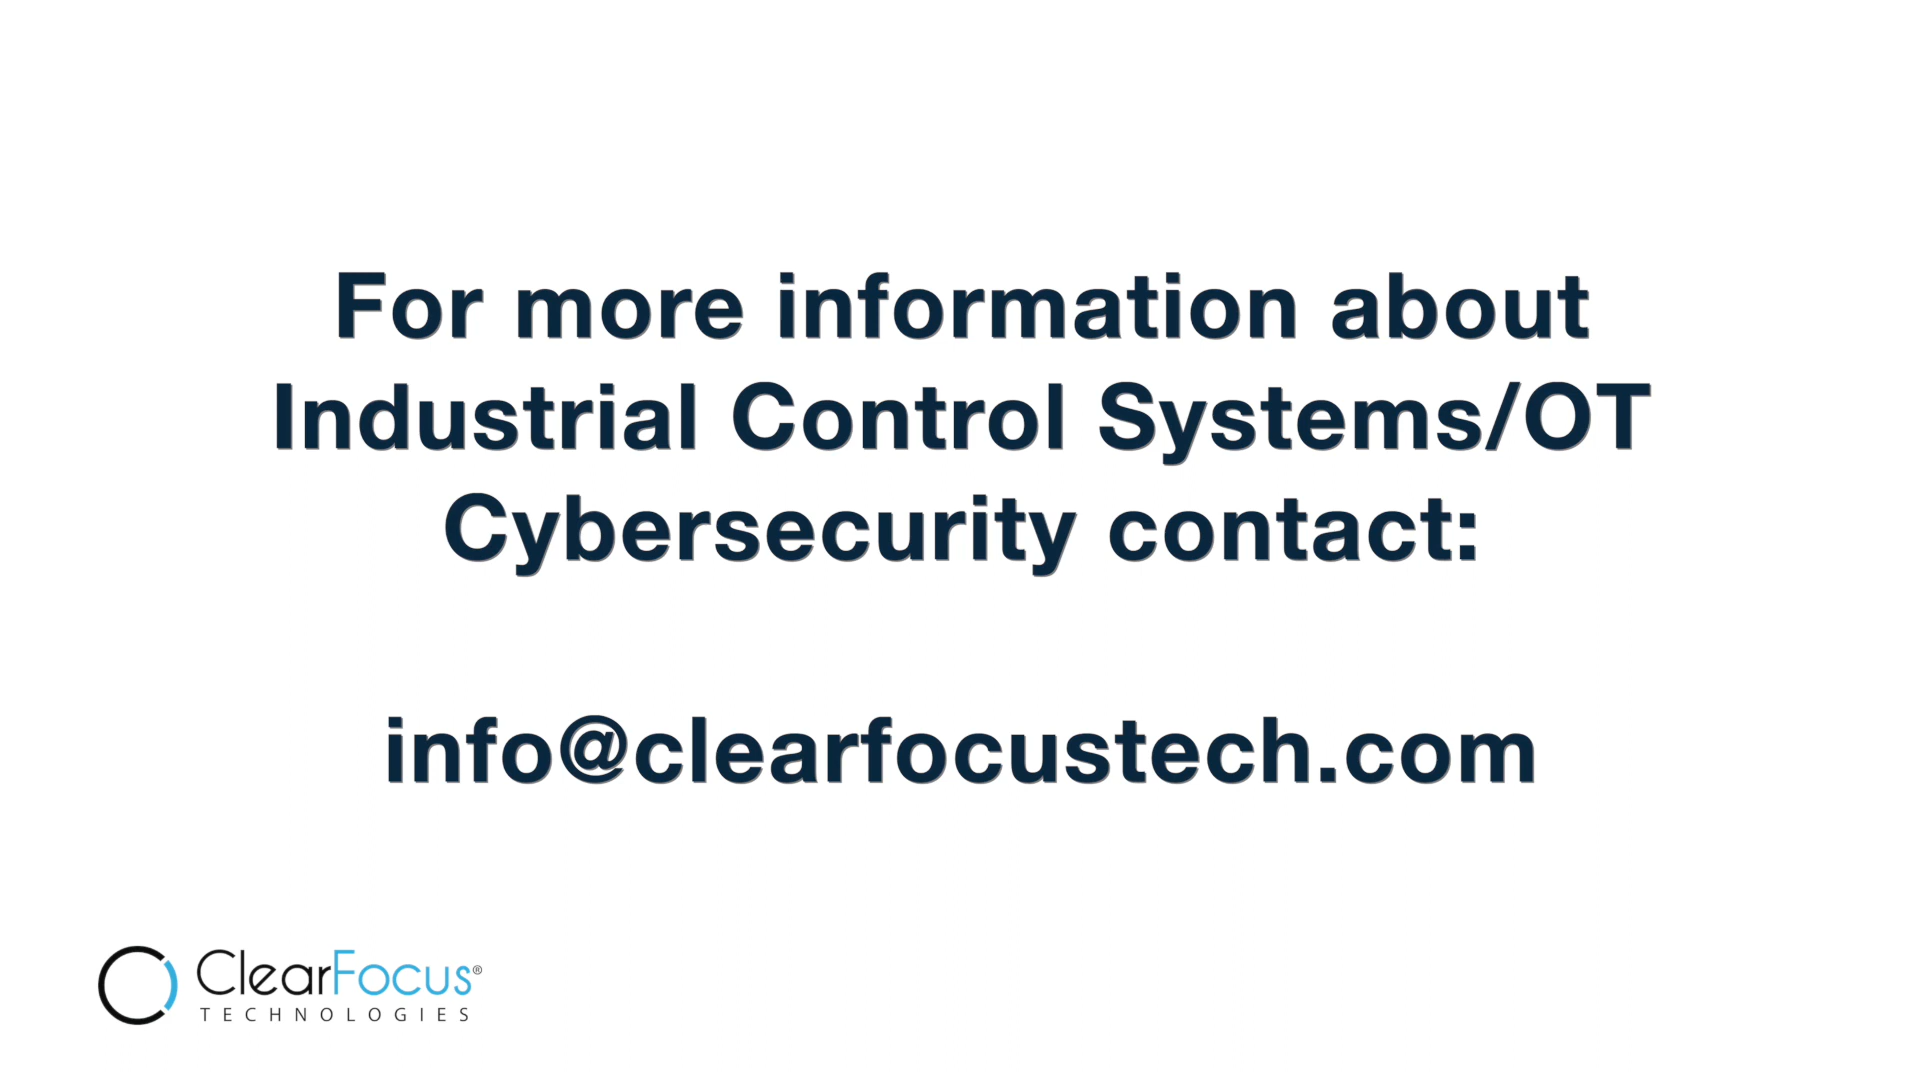 For more information about
Industrial Control Systems/OT
Cybersecurity contact:
info@clearfocustech.com
ClearFocus®
TECHNOLOGIES